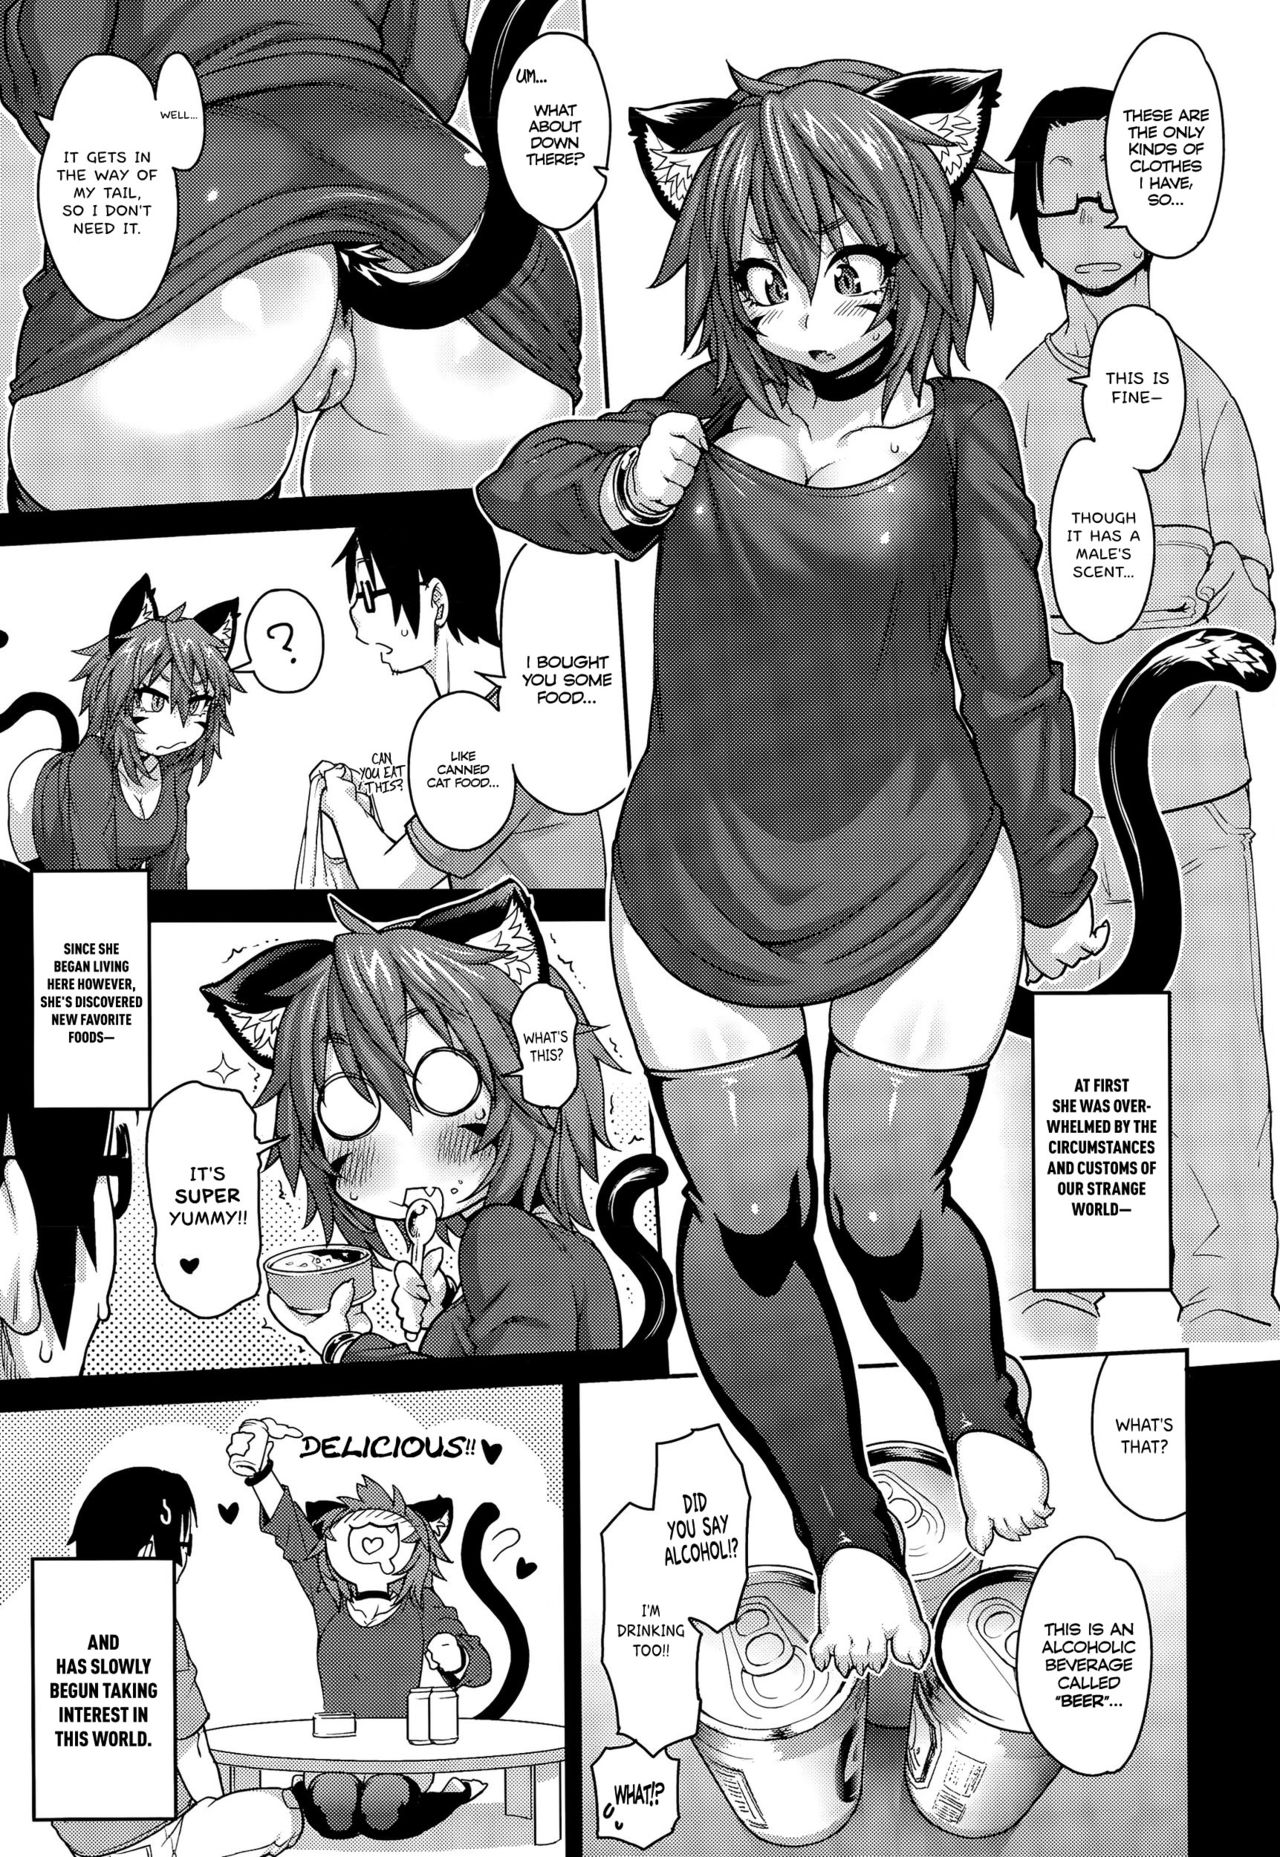 THESE ARE
THE ONLY
KINDS OF
CLOTHES
I HAVE,
SO...
THIS IS
FINE—
THOUGH
IT HAS A
MALE'S
SCENT...
UM...
WHAT
ABOUT
DOWN
THERE?
WELL...
IT GETS IN
THE WAY OF
MY TAIL,
SO I DON'T
NEED IT.
AT FIRST
SHE WAS OVER-
WHELMED BY THE
CIRCUMSTANCES
AND CUSTOMS OF
OUR STRANGE
WORLD—
I BOUGHT
YOU SOME
FOOD...
LIKE
CANNED
CAT FOOD...
CAN
YOU EAT
THIS?
?
SINCE SHE
BEGAN LIVING
HERE HOWEVER,
SHE'S DISCOVERED
NEW FAVORITE
FOODS—
WHAT'S
THIS?
IT'S
SUPER
YUMMY!!
WHAT'S
THAT?
THIS IS AN
ALCOHOLIC
BEVERAGE
CALLED
"BEER"...
DID
YOU SAY
ALCOHOL!?
I'M
DRINKING
TOO!!
WHAT!?
DELICIOUS!!
AND
HAS SLOWLY
BEGUN TAKING
INTEREST IN
THIS WORLD.